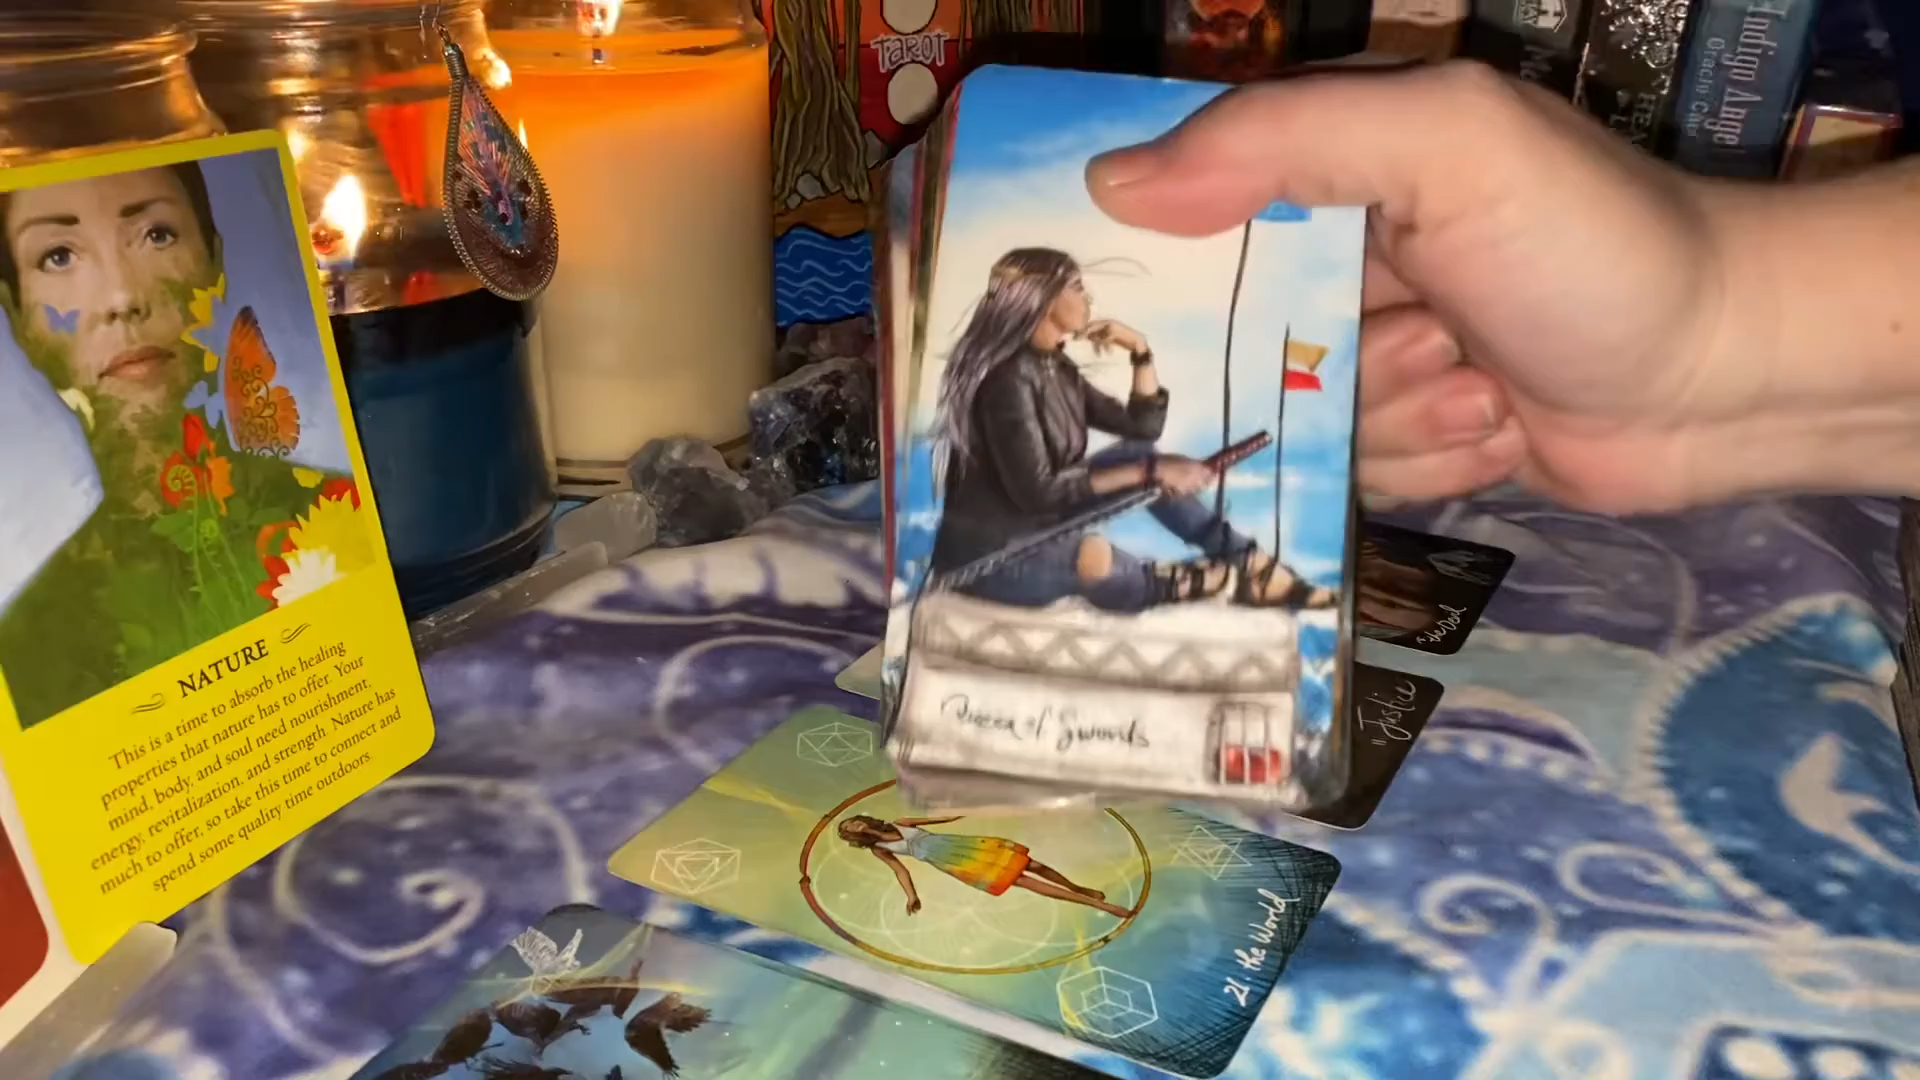 TAROT
Indigo Angel
Oracle Cards
NATURE
This is a time to absorb the healing
properties that nature has to offer. Your
mind, body, and soul need nourishment,
energy, revitalization, and strength. Nature has
much to offer, so take this time to connect and
spend some quality time outdoors.
Queen of Swords
the Devil
Justice
21. the World